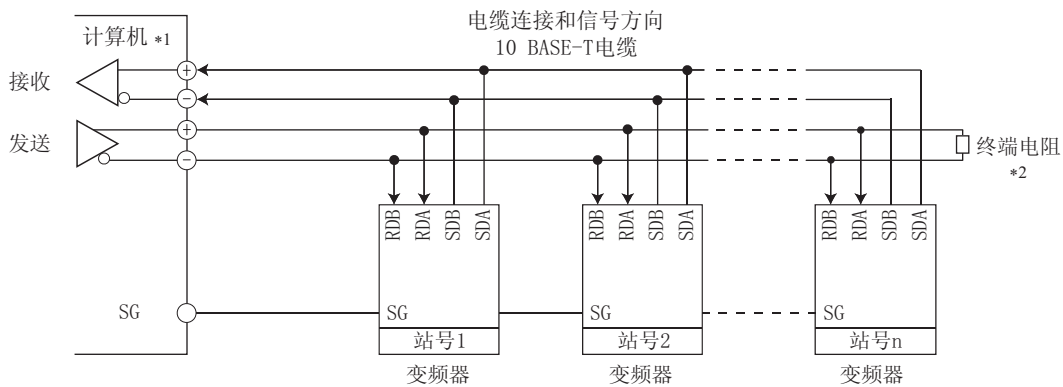 电缆连接和信号方向
10 BASE-T电缆
计算机 *1
接收
+
−
发送
+
−
终端电阻
*2
RDB
RDA
SDB
SDA
RDB
RDA
SDB
SDA
RDB
RDA
SDB
SDA
SG
SG
SG
SG
站号1
站号2
站号n
变频器
变频器
变频器